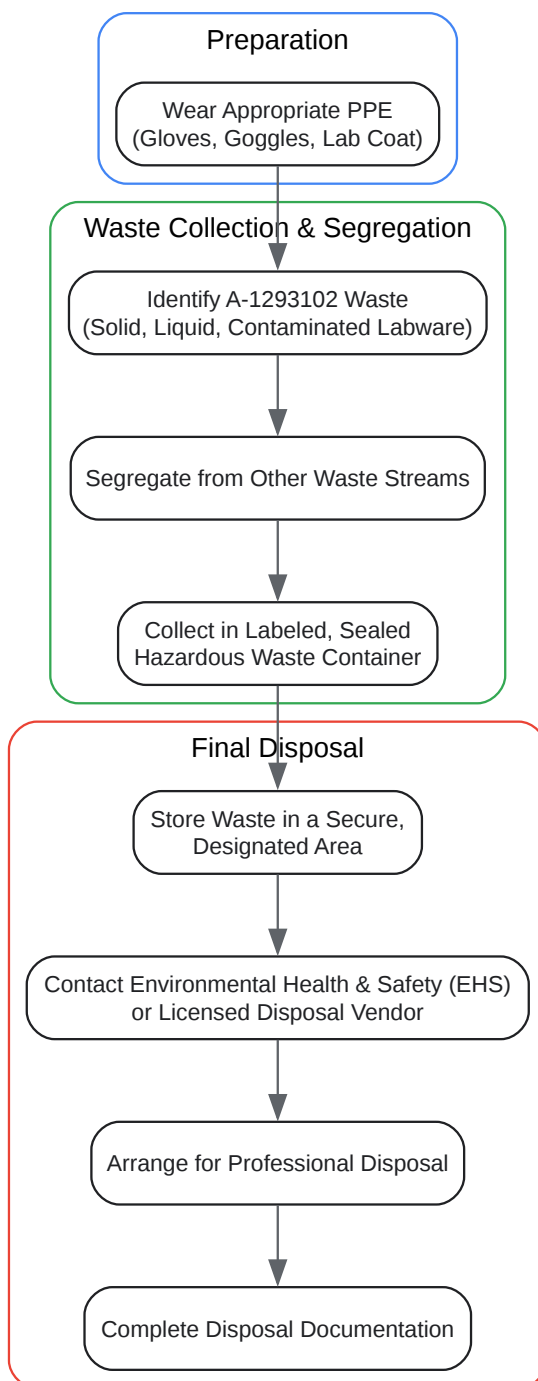 Preparation
Wear Appropriate PPE
(Gloves, Goggles, Lab Coat)
Waste Collection & Segregation
Identify A-1293102 Waste
(Solid, Liquid, Contaminated Labware)
Segregate from Other Waste Streams
Collect in Labeled, Sealed
Hazardous Waste Container
Final Disposal
Store Waste in a Secure,
Designated Area
Contact Environmental Health & Safety (EHS)
or Licensed Disposal Vendor
Arrange for Professional Disposal
Complete Disposal Documentation